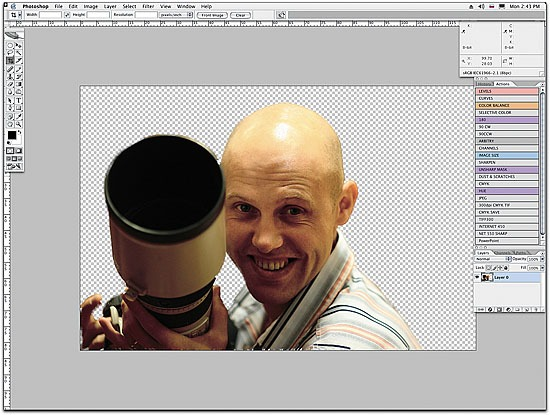 Photoshop File Edit Image Layer Select Filter View Window Help Mon 2:41 PM
Width: Height: Resolution: pixels/inch Front Image Clear
K: C:
M:
Y:
K:
8-bit 8-bit
X: 99.70 W:
Y: 28.03 H:
sRGB IEC61966-2.1 (8bpc)
History Actions
LEVELS
CURVES
COLOR BALANCE
SELECTIVE COLOR
180
90 CW
90CCW
ARBITRY
CHANNELS
IMAGE SIZE
SHARPEN
UNSHARP MASK
DUST & SCRATCHES
CMYK
HUE
JPEG
300dpi CMYK TIF
CMYK SAVE
TIFF300
INTERNET 450
NET 550 SHARP
PowerPoint
Layers Channels Paths
Normal Opacity: 100%
Lock: Fill: 100%
Layer 0